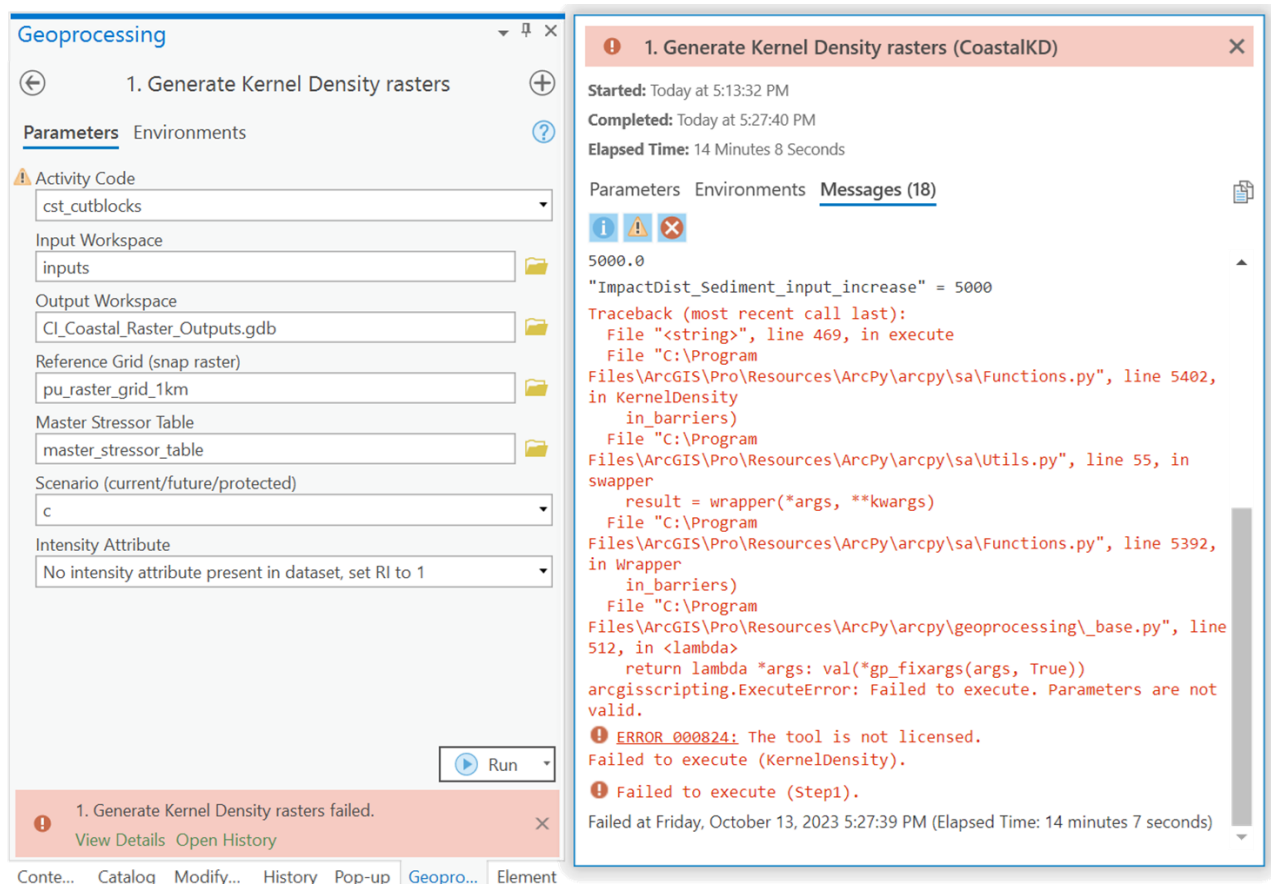 Geoprocessing
1. Generate Kernel Density rasters
Parameters Environments
Activity Code
cst_cutblocks
Input Workspace
inputs
Output Workspace
CI_Coastal_Raster_Outputs.gdb
Reference Grid (snap raster)
pu_raster_grid_1km
Master Stressor Table
master_stressor_table
Scenario (current/future/protected)
c
Intensity Attribute
No intensity attribute present in dataset, set RI to 1
Run
1. Generate Kernel Density rasters failed.
View Details Open History
Conte... Catalog Modify... History Pop-up Geopro... Element
1. Generate Kernel Density rasters (CoastalKD)
Started: Today at 5:13:32 PM
Completed: Today at 5:27:40 PM
Elapsed Time: 14 Minutes 8 Seconds
Parameters Environments Messages (18)
5000.0
"ImpactDist_Sediment_input_increase" = 5000
Traceback (most recent call last):
File "<string>", line 469, in execute
File "C:\Program
Files\ArcGIS\Pro\Resources\ArcPy\arcpy\sa\Functions.py", line 5402,
in KernelDensity
in_barriers)
File "C:\Program
Files\ArcGIS\Pro\Resources\ArcPy\arcpy\sa\Utils.py", line 55, in
swapper
result = wrapper(*args, **kwargs)
File "C:\Program
Files\ArcGIS\Pro\Resources\ArcPy\arcpy\sa\Functions.py", line 5392,
in Wrapper
in_barriers)
File "C:\Program
Files\ArcGIS\Pro\Resources\ArcPy\arcpy\geoprocessing\_base.py", line
512, in <lambda>
return lambda *args: val(*gp_fixargs(args, True))
arcgisscripting.ExecuteError: Failed to execute. Parameters are not
valid.
ERROR 000824: The tool is not licensed.
Failed to execute (KernelDensity).
Failed to execute (Step1).
Failed at Friday, October 13, 2023 5:27:39 PM (Elapsed Time: 14 minutes 7 seconds)